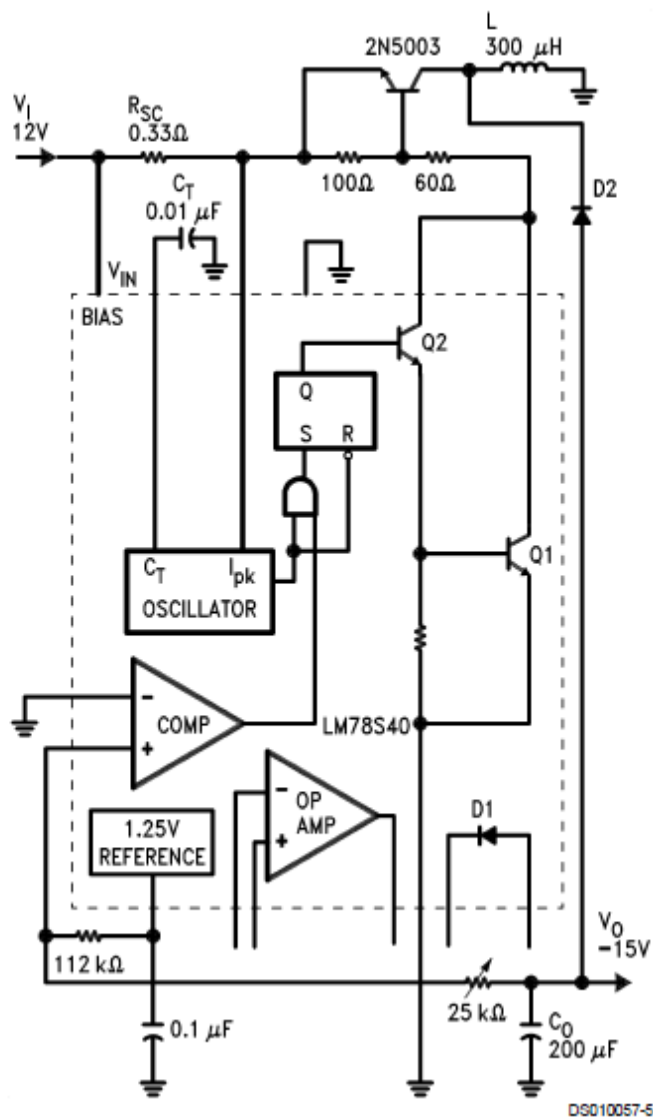 2N5003
L
300 μH
V_I
12V
R_SC
0.33Ω
100Ω
60Ω
C_T
0.01 μF
D2
V_IN
BIAS
Q2
Q
S R
Q1
C_T I_pk
OSCILLATOR
−
COMP
+
LM78S40
−
OP
AMP
+
D1
1.25V
REFERENCE
V_O
−15V
112 kΩ
25 kΩ
0.1 μF
C_O
200 μF
DS010057-5